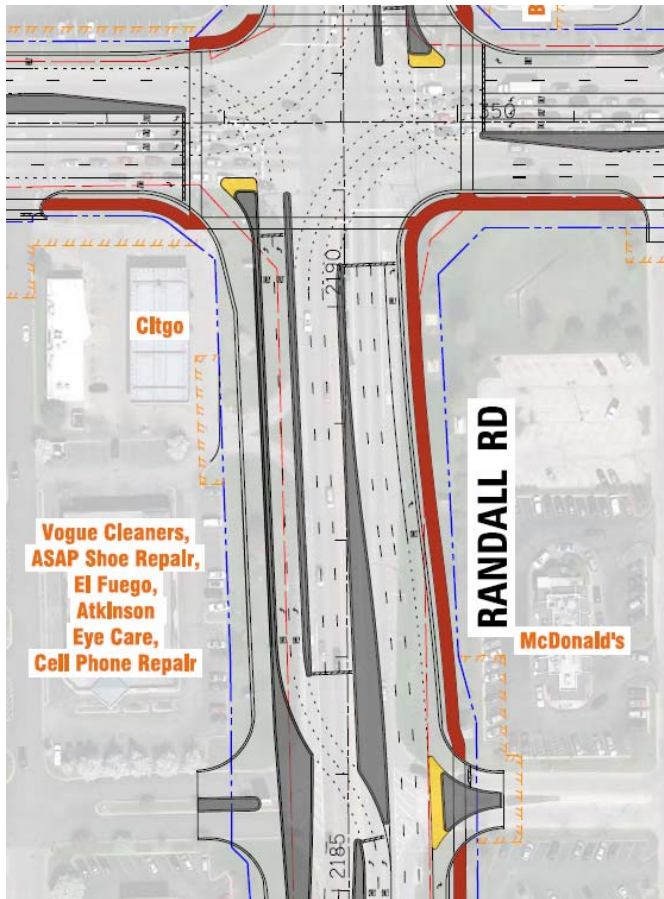 B
1350
2190
Citgo
RANDALL RD
Vogue Cleaners,
ASAP Shoe Repair,
El Fuego,
Atkinson
Eye Care,
Cell Phone Repair
McDonald's
2185